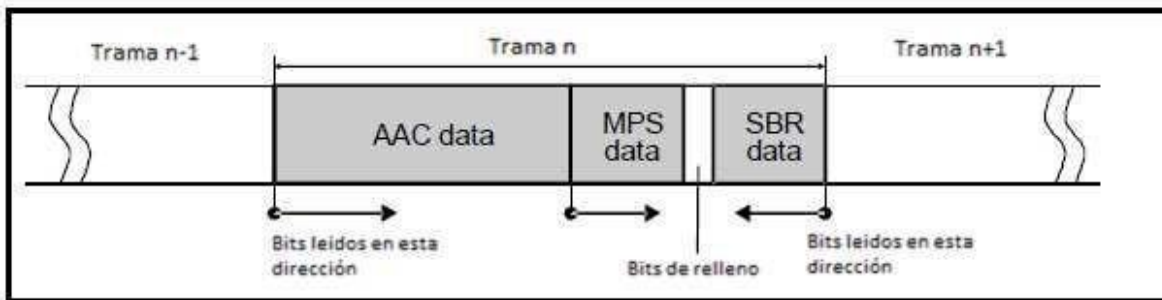 Trama n-1
Trama n
Trama n+1
AAC data
MPS
data
SBR
data
Bits leidos en esta
dirección
Bits de relleno
Bits leidos en esta
dirección